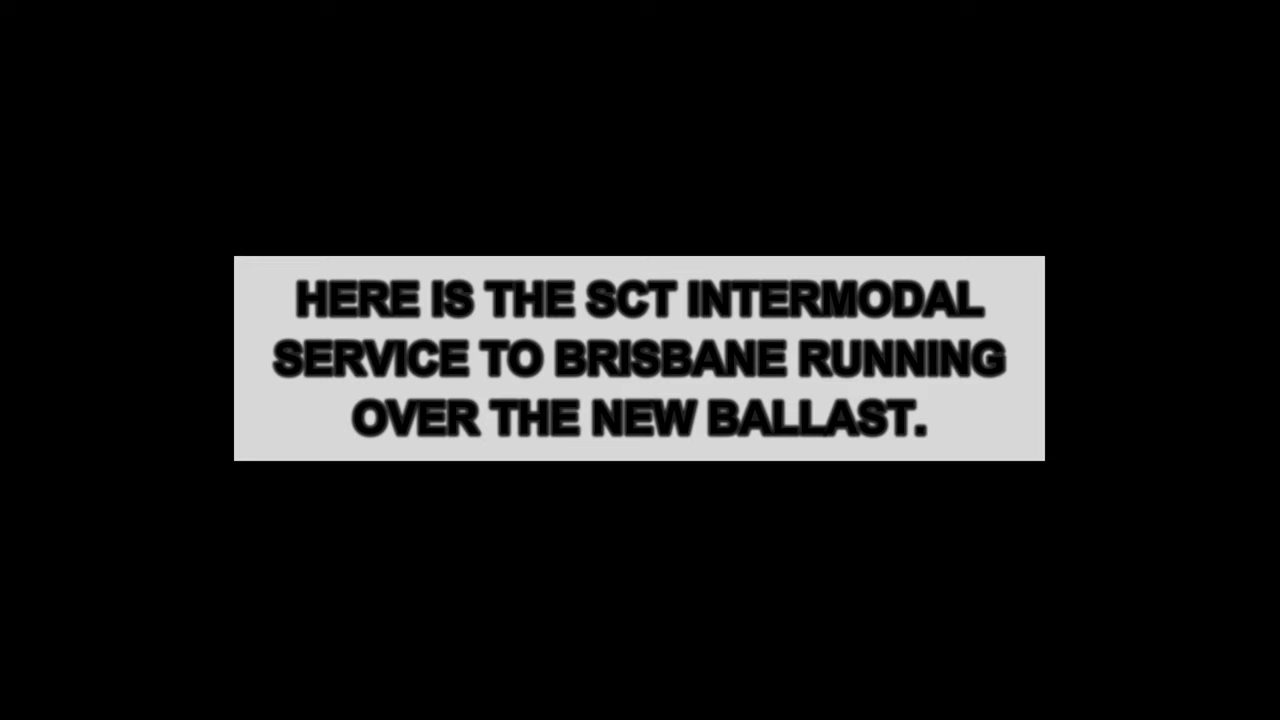 HERE IS THE SCT INTERMODAL
SERVICE TO BRISBANE RUNNING
OVER THE NEW BALLAST.